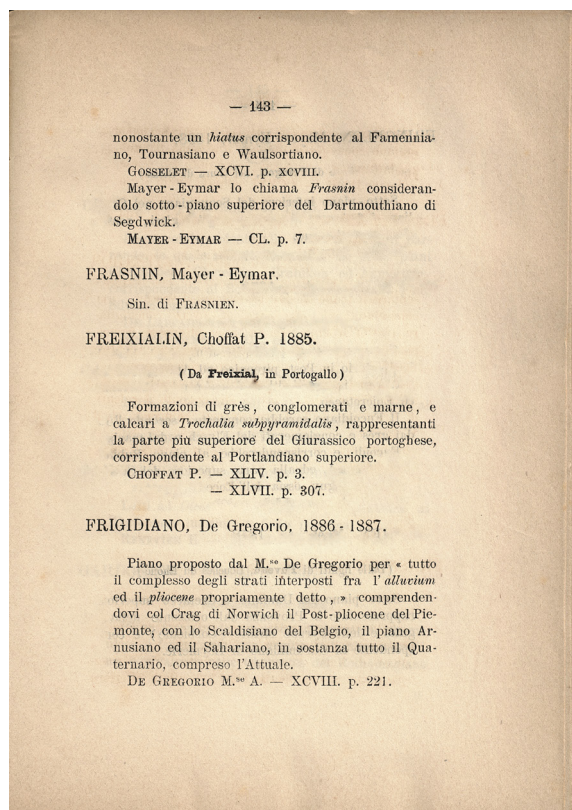 — 143 —
nonostante un hiatus corrispondente al Famennia-
no, Tournasiano e Waulsortiano.
GOSSELET — XCVI. p. XCVIII.
Mayer - Eymar lo chiama Frasnin consideran-
dolo sotto - piano superiore del Dartmouthiano di
Segdwick.
MAYER - EYMAR — CL. p. 7.
FRASNIN, Mayer - Eymar.
Sin. di FRASNIEN.
FREIXIALIN, Choffat P. 1885.
( Da Freixial, in Portogallo )
Formazioni di grès , conglomerati e marne , e
calcari a Trochalia subpyramidalis , rappresentanti
la parte più superiore del Giurassico portoghese,
corrispondente al Portlandiano superiore.
CHOFFAT P. — XLIV. p. 3.
— XLVII. p. 307.
FRIGIDIANO, De Gregorio, 1886 - 1887.
Piano proposto dal M.se De Gregorio per « tutto
il complesso degli strati interposti fra l' alluvium
ed il pliocene propriamente detto , » comprenden-
dovi col Crag di Norwich il Post-pliocene del Pie-
monte, con lo Scaldisiano del Belgio, il piano Ar-
nusiano ed il Sahariano, in sostanza tutto il Qua-
ternario, compreso l'Attuale.
DE GREGORIO M.se A. — XCVIII. p. 221.